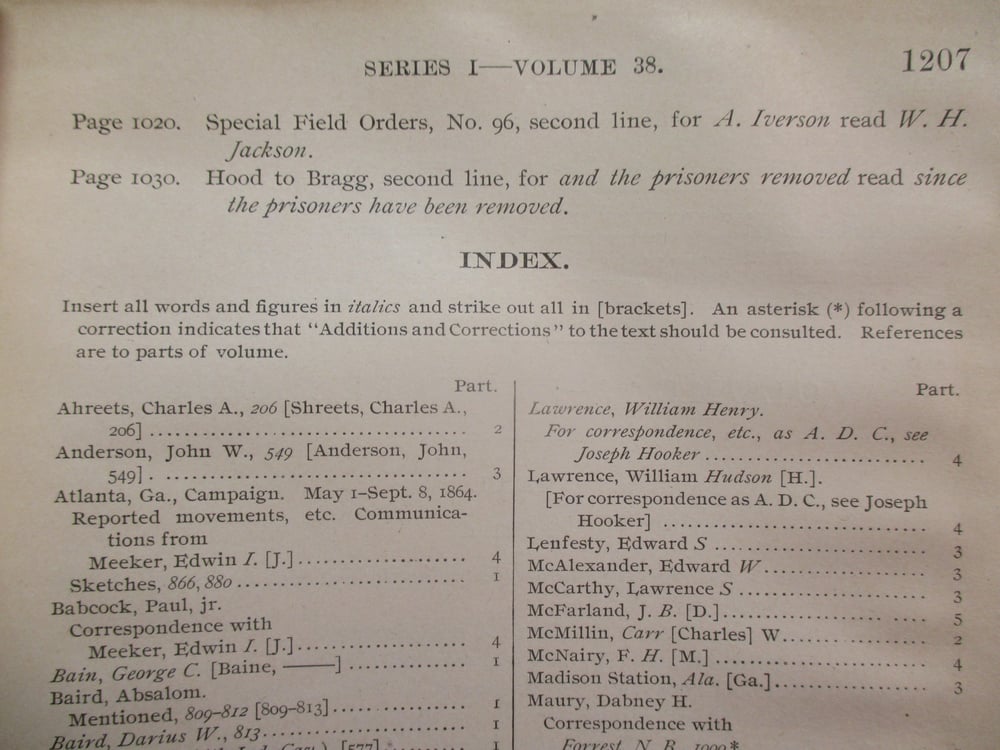 SERIES I—VOLUME 38.
1207
Page 1020. Special Field Orders, No. 96, second line, for A. Iverson read W. H.
Jackson.
Page 1030. Hood to Bragg, second line, for and the prisoners removed read since
the prisoners have been removed.
INDEX.
Insert all words and figures in italics and strike out all in [brackets]. An asterisk (*) following a
correction indicates that "Additions and Corrections" to the text should be consulted. References
are to parts of volume.
Part.
Ahreets, Charles A., 206 [Shreets, Charles A.,
206] .......... 2
Anderson, John W., 549 [Anderson, John,
549]. .......... 3
Atlanta, Ga., Campaign. May 1–Sept. 8, 1864.
Reported movements, etc. Communica-
tions from
Meeker, Edwin I. [J.] .......... 4
Sketches, 866, 880 .......... 1
Babcock, Paul, jr.
Correspondence with
Meeker, Edwin I. [J.] .......... 4
Bain, George C. [Baine, ——] .......... 1
Baird, Absalom.
Mentioned, 809–812 [809–813] .......... 1
Baird, Darius W., 813 .......... 1
[577] .......... 1
Part.
Lawrence, William Henry.
For correspondence, etc., as A. D. C., see
Joseph Hooker .......... 4
Lawrence, William Hudson [H.].
[For correspondence as A. D. C., see Joseph
Hooker] .......... 4
Lenfesty, Edward S .......... 3
McAlexander, Edward W .......... 3
McCarthy, Lawrence S .......... 3
McFarland, J. B. [D.] .......... 5
McMillin, Carr [Charles] W .......... 2
McNairy, F. H. [M.] .......... 4
Madison Station, Ala. [Ga.] .......... 3
Maury, Dabney H.
Correspondence with
Forrest, N. B.